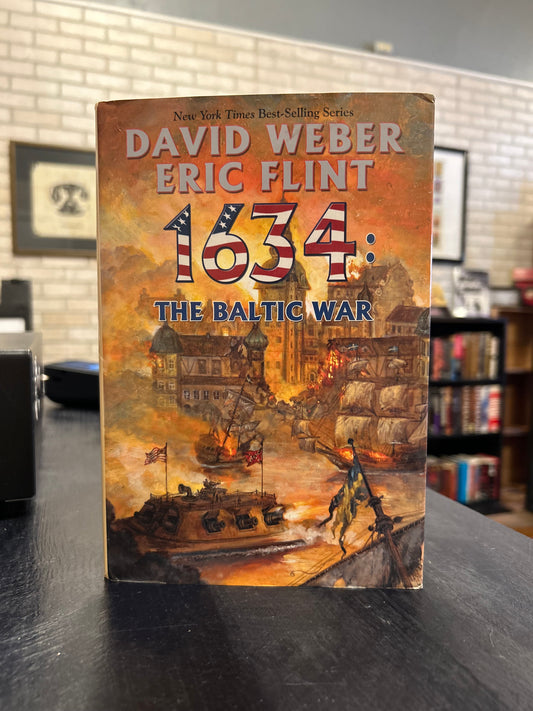 New York Times Best-Selling Series
DAVID WEBER
ERIC FLINT
1634:
THE BALTIC WAR